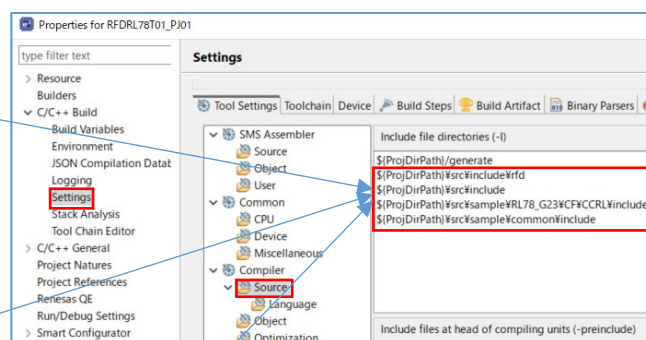 Properties for RFDRL78T01_PJ01
type filter text
Resource
Builders
C/C++ Build
Build Variables
Environment
JSON Compilation Datab
Logging
Settings
Stack Analysis
Tool Chain Editor
C/C++ General
Project Natures
Project References
Renesas QE
Run/Debug Settings
Smart Configurator
Settings
Tool Settings Toolchain Device Build Steps Build Artifact Binary Parsers
SMS Assembler
Source
Object
User
Common
CPU
Device
Miscellaneous
Compiler
Source
Language
Object
Optimization
Include file directories (-I)
${ProjDirPath}/generate
${ProjDirPath}¥src¥include¥rfd
${ProjDirPath}¥src¥include
${ProjDirPath}¥src¥sample¥RL78_G23¥CF¥CCRL¥include
${ProjDirPath}¥src¥sample¥common¥include
Include files at head of compiling units (-preinclude)